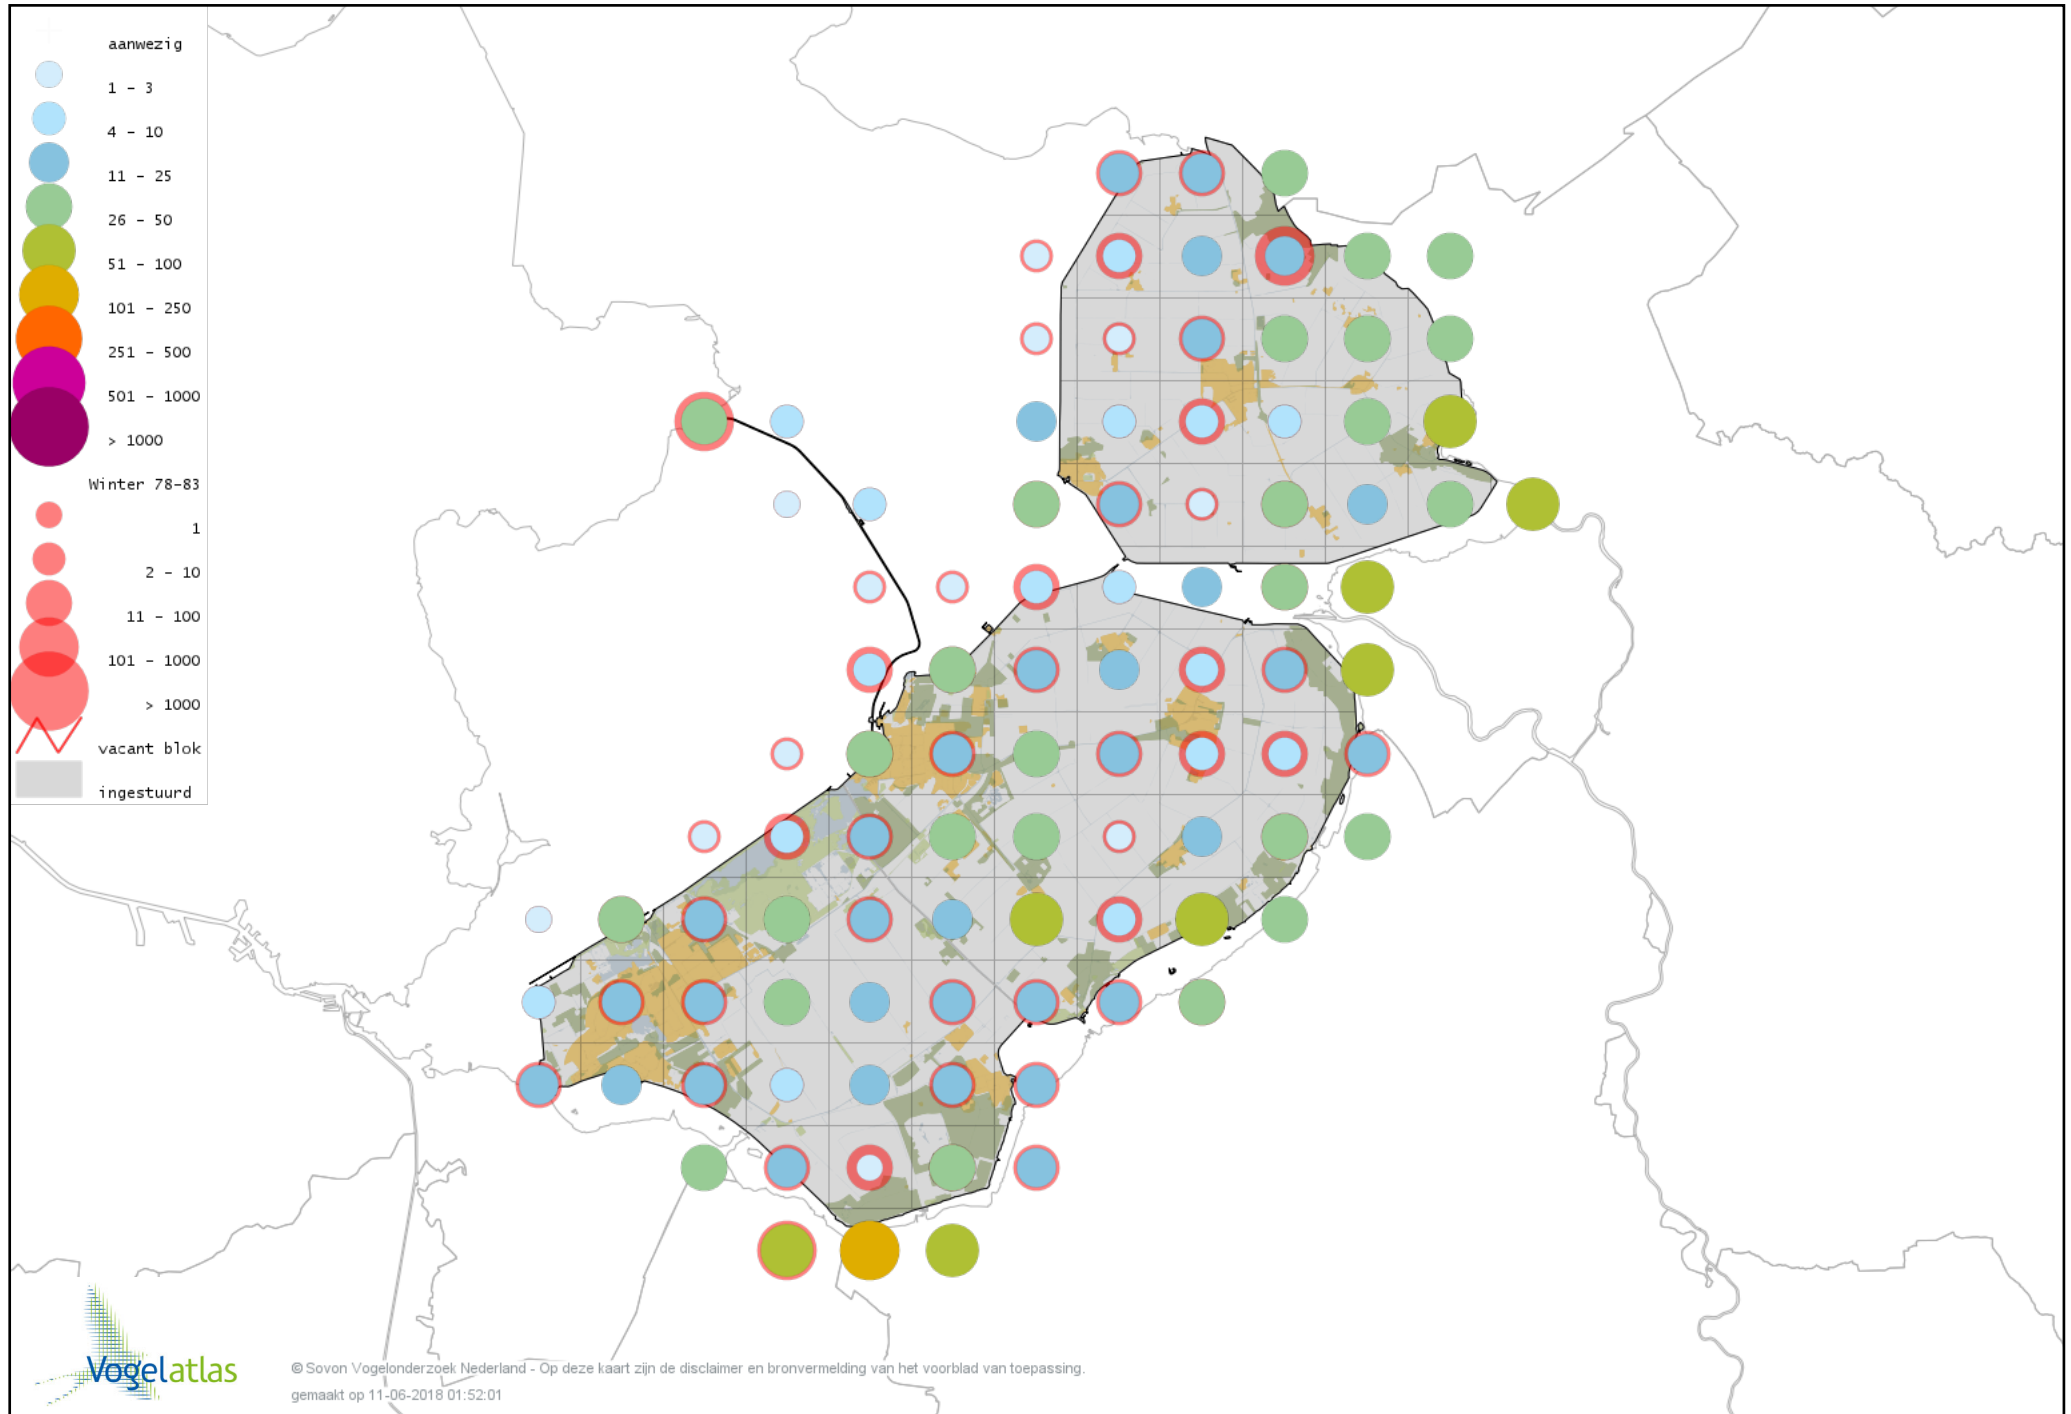 aanwezig
1 - 3
4 - 10
11 - 25
26 - 50
51 - 100
101 - 250
251 - 500
501 - 1000
> 1000
Winter 78-83
1
2 - 10
11 - 100
101 - 1000
> 1000
vacant blok
ingestuurd
Vogelatlas
© Sovon Vogelonderzoek Nederland - Op deze kaart zijn de disclaimer en bronvermelding van het voorblad van toepassing.
gemaakt op 11-06-2018 01:52:01